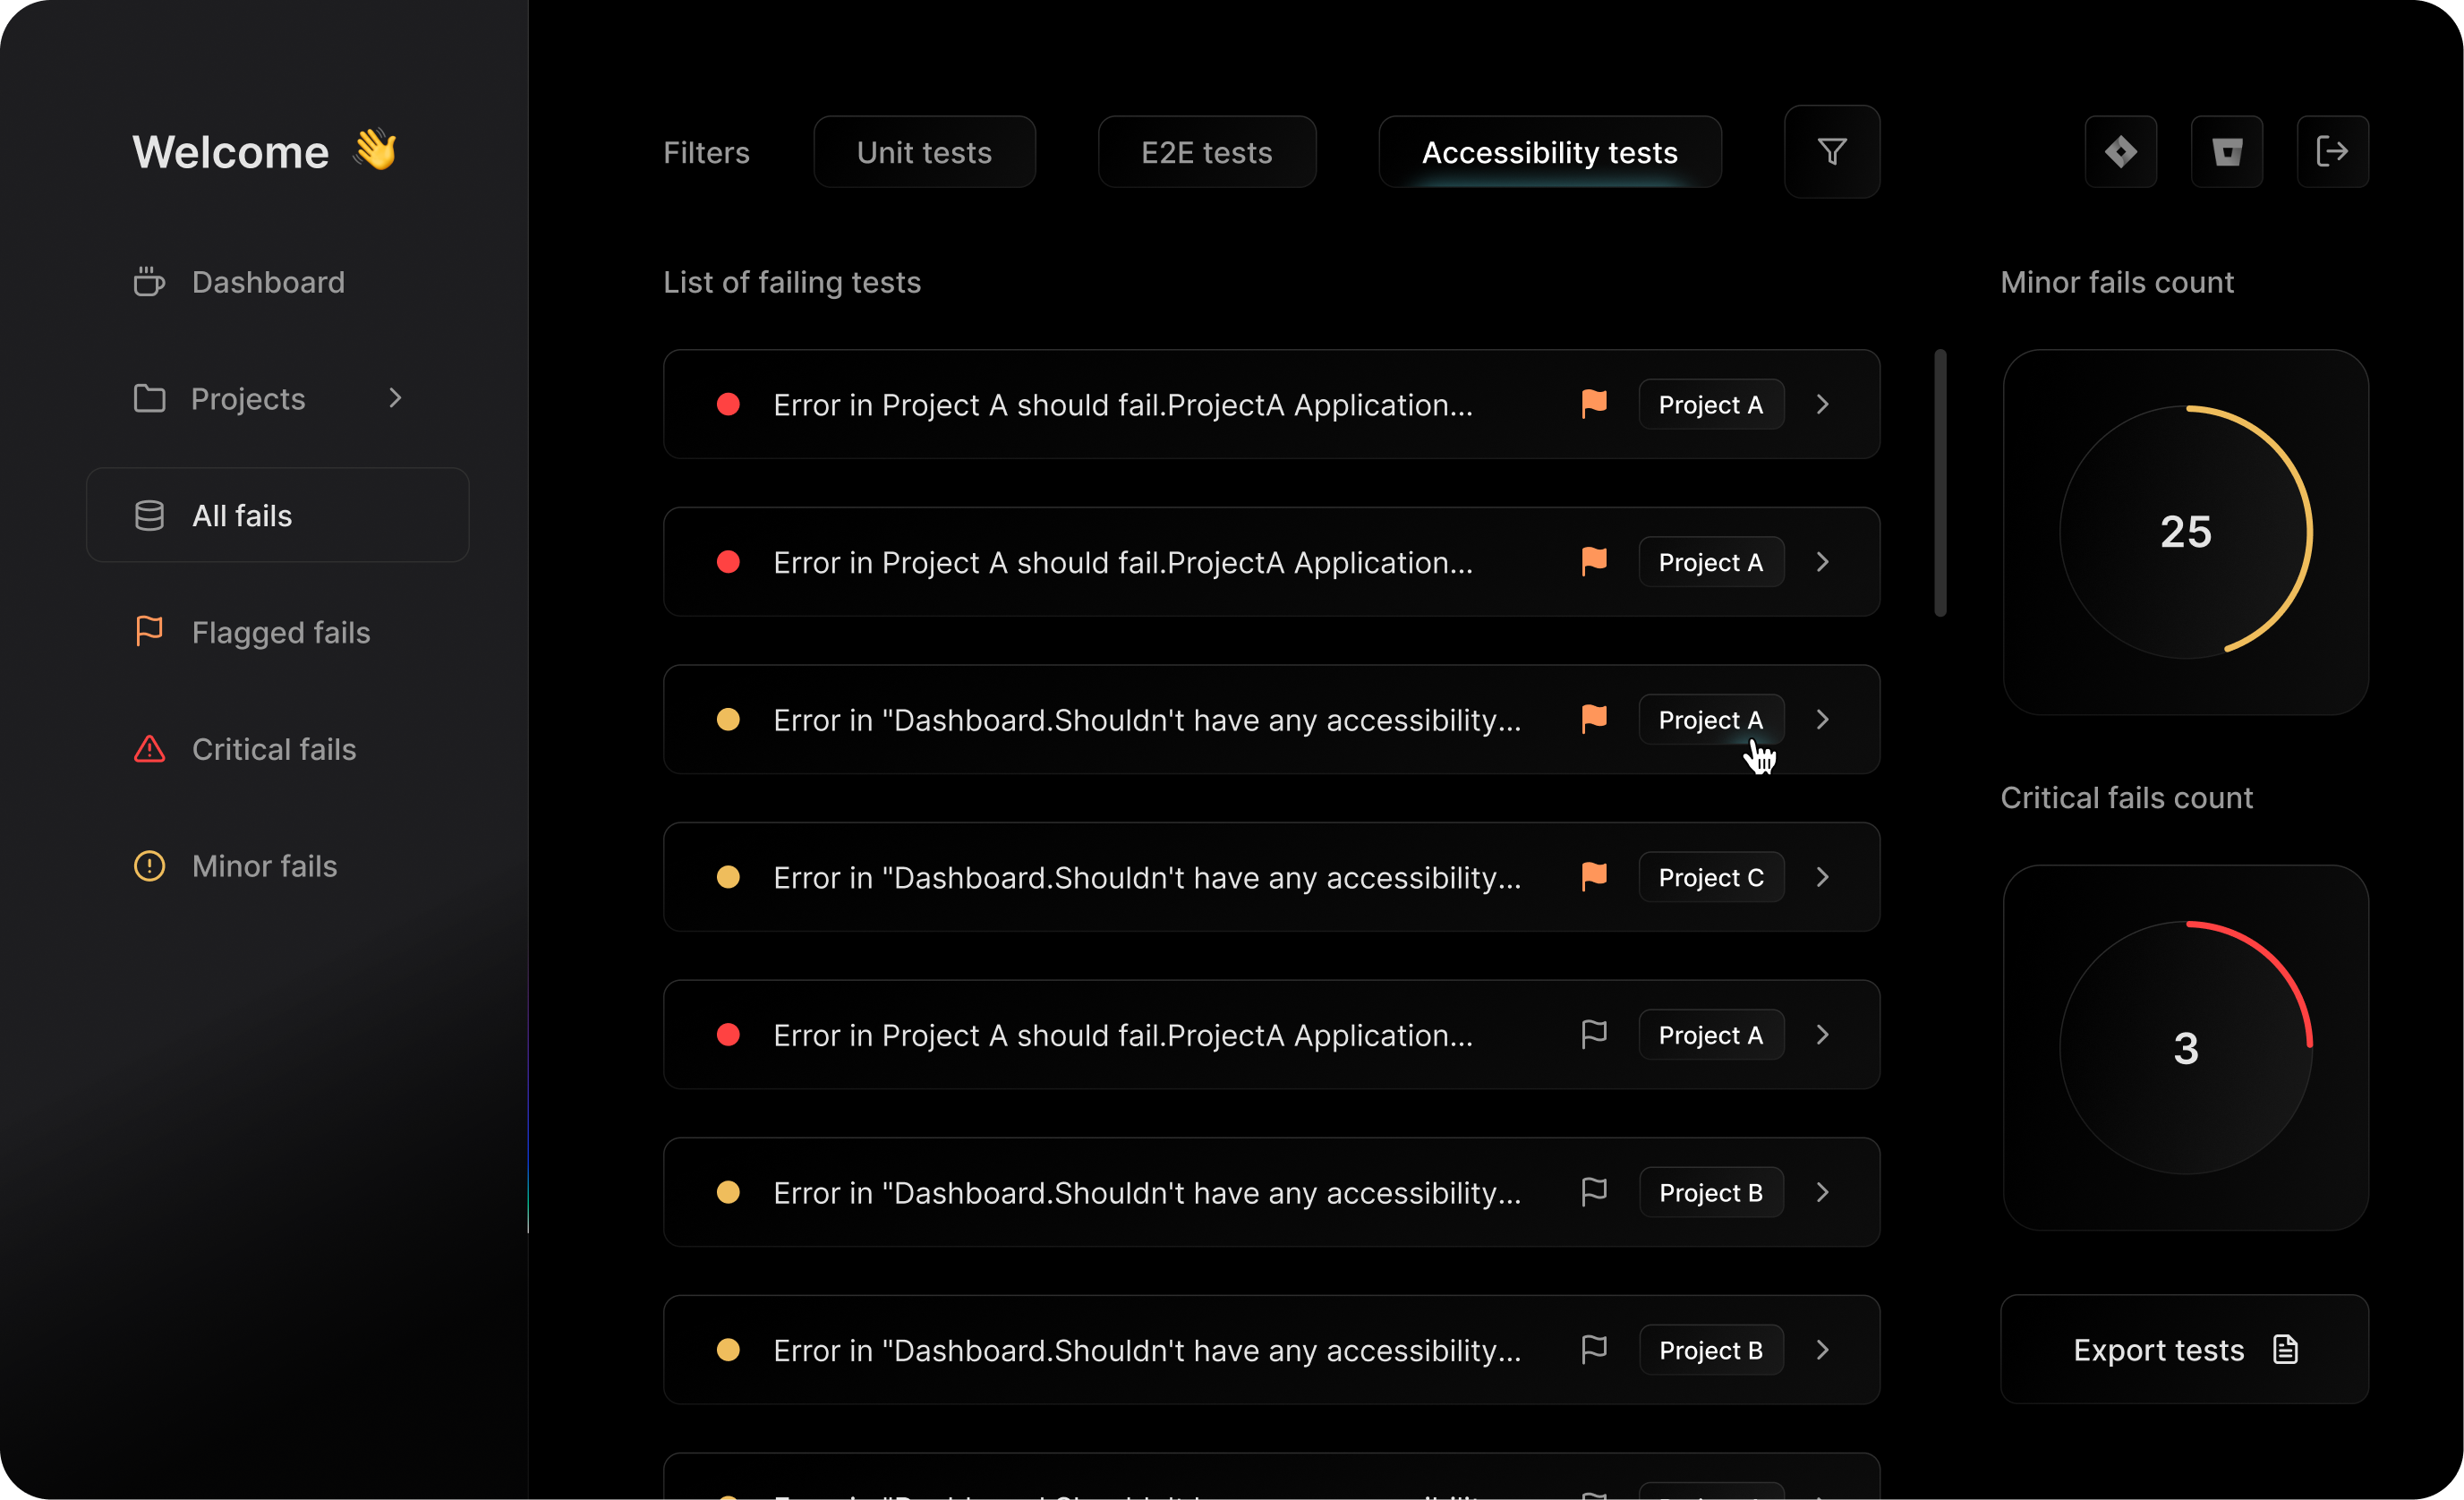 Welcome 👋
Dashboard
Projects
All fails
Flagged fails
Critical fails
Minor fails
Filters
Unit tests
E2E tests
Accessibility tests
List of failing tests
Error in Project A should fail.ProjectA Application...
Project A
Error in Project A should fail.ProjectA Application...
Project A
Error in "Dashboard.Shouldn't have any accessibility...
Project A
Error in "Dashboard.Shouldn't have any accessibility...
Project C
Error in Project A should fail.ProjectA Application...
Project A
Error in "Dashboard.Shouldn't have any accessibility...
Project B
Error in "Dashboard.Shouldn't have any accessibility...
Project B
Minor fails count
25
Critical fails count
3
Export tests